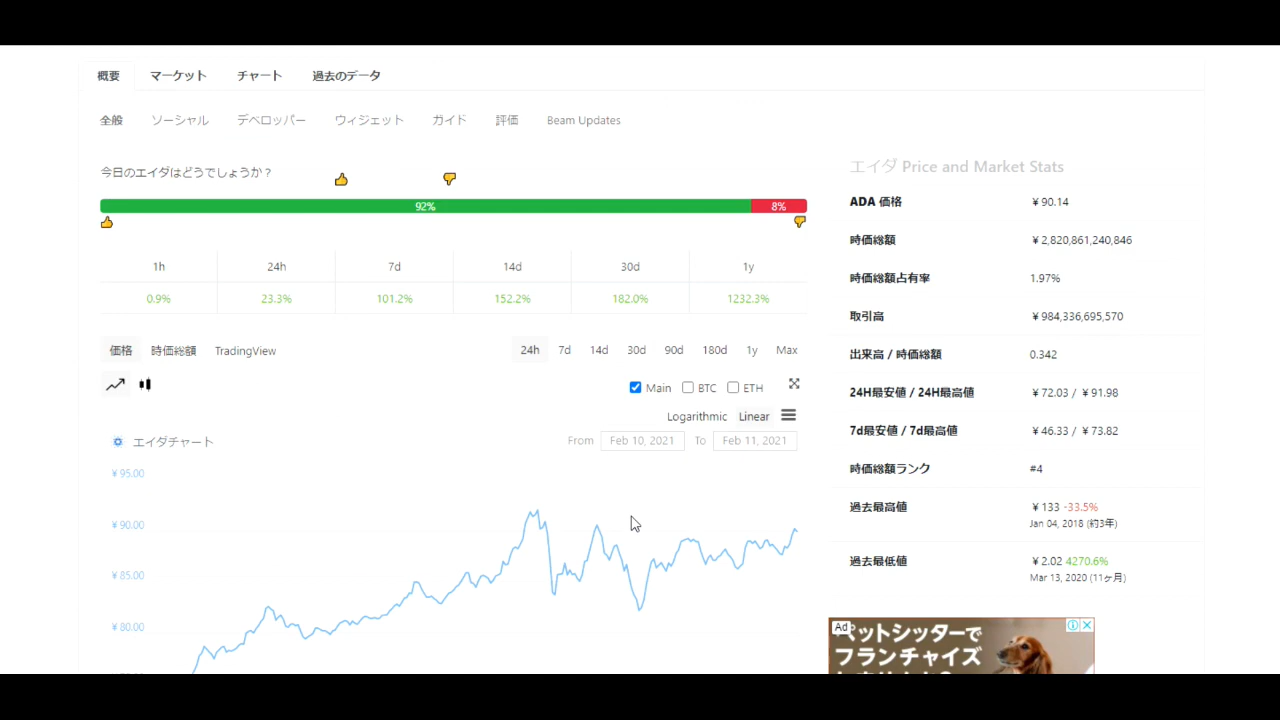 概要 マーケット チャート 過去のデータ
全般 ソーシャル デベロッパー ウィジェット ガイド 評価 Beam Updates
今日のエイダはどうでしょうか？
92% 8%
1h 24h 7d 14d 30d 1y
0.9% 23.3% 101.2% 152.2% 182.0% 1232.3%
価格 時価総額 TradingView
24h 7d 14d 30d 90d 180d 1y Max
Main BTC ETH
Logarithmic Linear
エイダチャート
From Feb 10, 2021 To Feb 11, 2021
¥95.00
¥90.00
¥85.00
¥80.00
エイダ Price and Market Stats
ADA 価格 ¥90.14
時価総額 ¥2,820,861,240,846
時価総額占有率 1.97%
取引高 ¥984,336,695,570
出来高 / 時価総額 0.342
24H最安値 / 24H最高値 ¥72.03 / ¥91.98
7d最安値 / 7d最高値 ¥46.33 / ¥73.82
時価総額ランク #4
過去最高値 ¥133 -33.5%
Jan 04, 2018 (約3年)
過去最低値 ¥2.02 4270.6%
Mar 13, 2020 (11ヶ月)
Ad
ペットシッターで
フランチャイズ